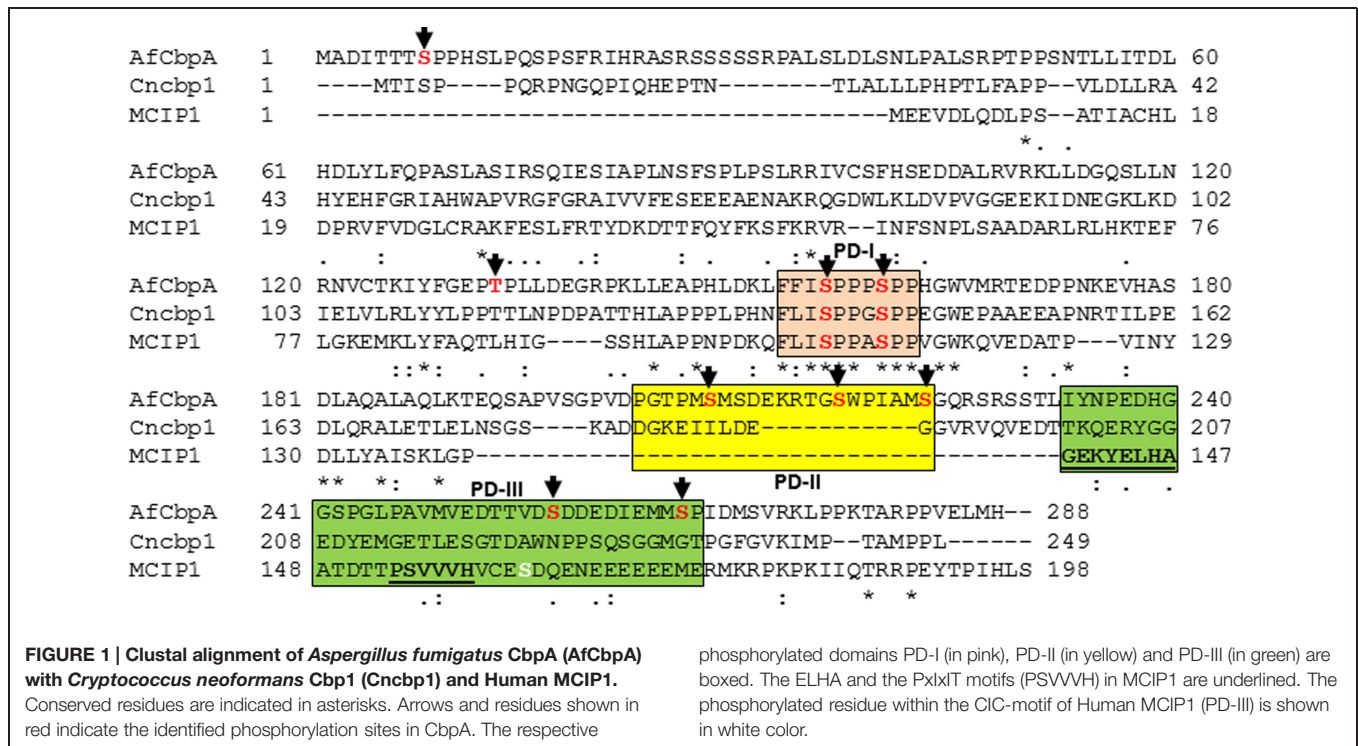 AfCbpA 1 MADITTTSPPHSLPQSPSFRIHRASRSSSSSRPALSLDLSNLPALSRPTPPSNTLLITDL 60
Cncbp1 1 ----MTISP----PQRPNGQPIQHEPTN--------TLALLLPHPTLFAPP--VLDLLRA 42
MCIP1 1 ----------------------------------------MEEVDLQDLPS--ATIACHL 18
*. .
AfCbpA 61 HDLYLFQPASLASIRSQIESIAPLNSFSPLPSLRRIVCSFHSEDDALRVRKLLDGQSLLN 120
Cncbp1 43 HYEHFGRIAHWAPVRGFGRAIVVFESEEEAENAKRQGDWLKLDVPVGGEEKIDNEGKLKD 102
MCIP1 19 DPRVFVDGLCRAKFESLFRTYDKDTTFQYFKSFKRVR--INFSNPLSAADARLRLHKTEF 76
. : *.... : . :* . . : .
PD-I
AfCbpA 120 RNVCTKIYFGEPTPLLDEGRPKLLEAPHLDKLFFISPPPSPPHGWVMRTEDPPNKEVHAS 180
Cncbp1 103 IELVLRLYYLPPTTLNPDPATTHLAPPPLPHNFLISPPGSPPEGWEPAAEEAPNRTILPE 162
MCIP1 77 LGKEMKLYFAQTLHIG----SSHLAPPNPDKQFLISPPASPPVGWKQVEDATP---VINY 129
::*: . : .. * .* :.**** *** ** : . * :
AfCbpA 181 DLAQALAQLKTEQSAPVSGPVDPGTPMSMSDEKRTGSWPIAMSGQRSRSSTLIYNPEDHG 240
Cncbp1 163 DLQRALETLELNSGS----KADDGKEIILDE-----------GGVRVQVEDTTKQERYGG 207
MCIP1 130 DLLYAISKLGP----------------------------------------GEKYELHA 147
** *: * : . .
PD-III PD-II
AfCbpA 241 GSPGLPAVMVEDTTVDSDDEDIEMMSPIDMSVRKLPPKTARPPVELMH-- 288
Cncbp1 208 EDYEMGETLESGTDAWNPPSQSGGMGTPGFGVKIMP--TAMPPL------ 249
MCIP1 148 ATDTTPSVVVHVCESDQENEEEEEEMERMKRPKPKIIQTRRPEYTPIHLS 198
.: . .: : * *
FIGURE 1 | Clustal alignment of Aspergillus fumigatus CbpA (AfCbpA)
with Cryptococcus neoformans Cbp1 (Cncbp1) and Human MCIP1.
Conserved residues are indicated in asterisks. Arrows and residues shown in
red indicate the identified phosphorylation sites in CbpA. The respective
phosphorylated domains PD-I (in pink), PD-II (in yellow) and PD-III (in green) are
boxed. The ELHA and the PxIxIT motifs (PSVVVH) in MCIP1 are underlined. The
phosphorylated residue within the CIC-motif of Human MCIP1 (PD-III) is shown
in white color.